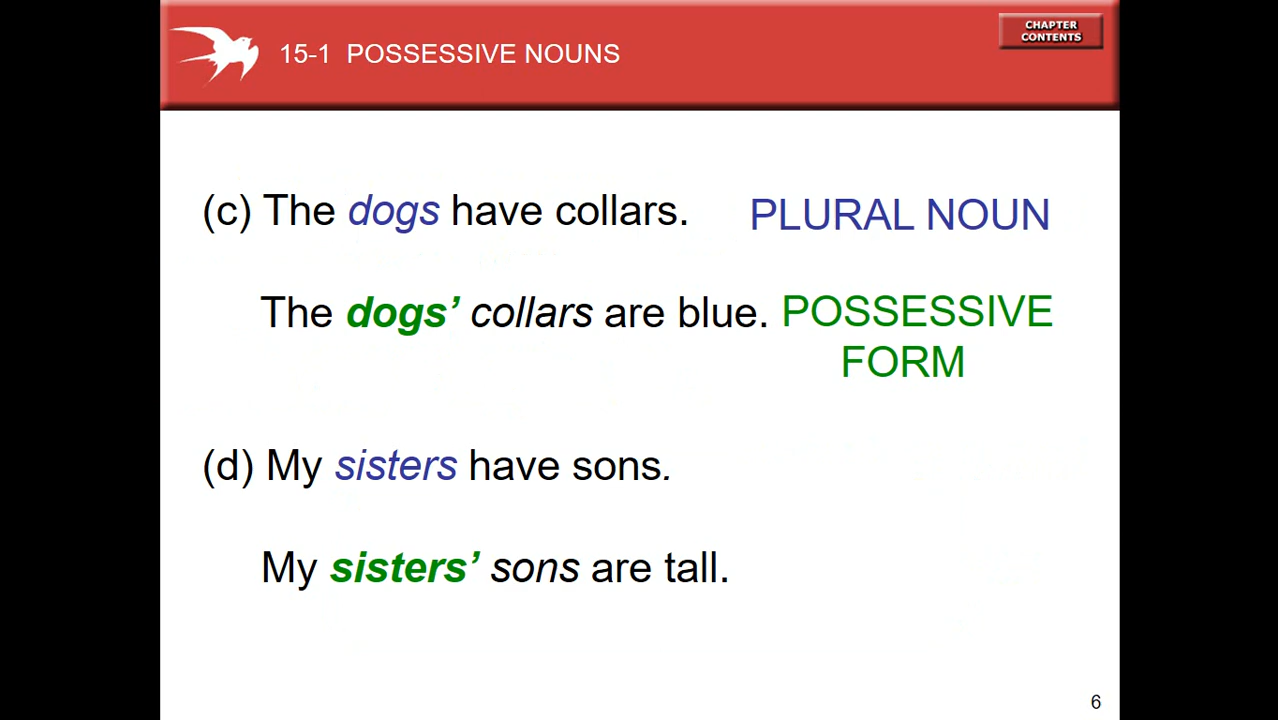 CHAPTER
CONTENTS
15-1 POSSESSIVE NOUNS
(c) The dogs have collars. PLURAL NOUN
The dogs’ collars are blue. POSSESSIVE
FORM
(d) My sisters have sons.
My sisters’ sons are tall.
6